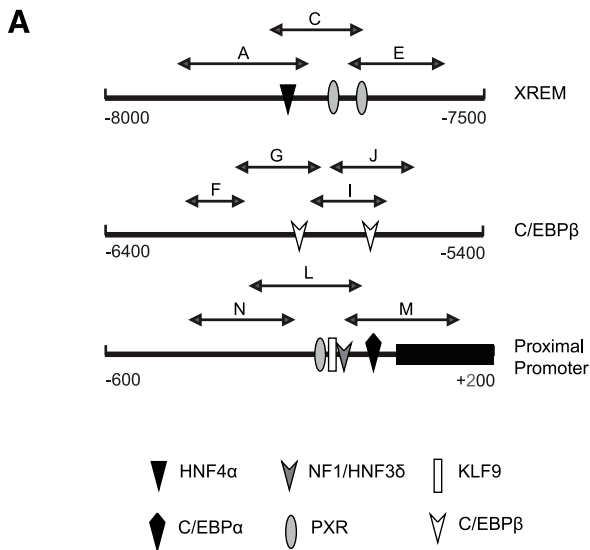 A
C
A E
XREM
-8000 -7500
G J
F I
C/EBPβ
-6400 -5400
L
N M
Proximal
Promoter
-600 +200
HNF4α NF1/HNF3δ KLF9
C/EBPα PXR C/EBPβ